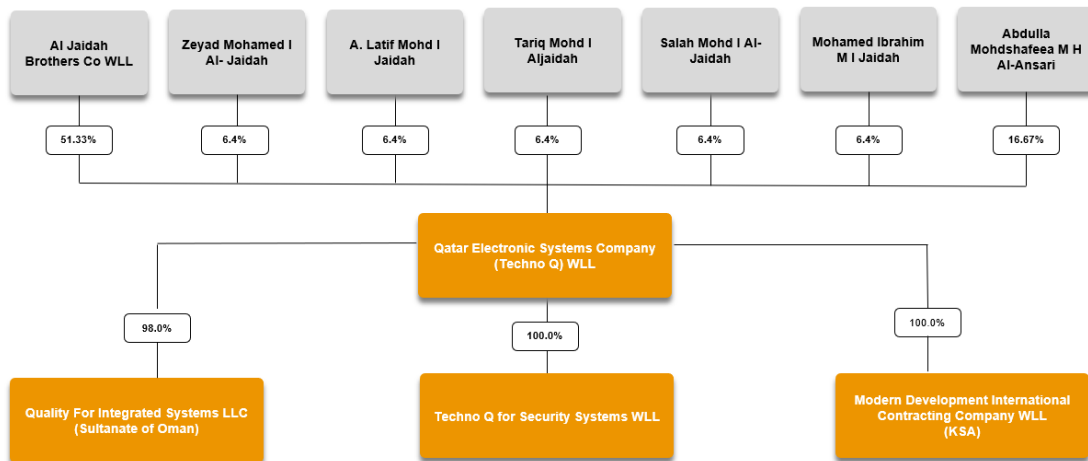 Al Jaidah
Brothers Co WLL
Zeyad Mohamed I
Al- Jaidah
A. Latif Mohd I
Jaidah
Tariq Mohd I
Aljaidah
Salah Mohd I Al-
Jaidah
Mohamed Ibrahim
M I Jaidah
Abdulla
Mohdshafeea M H
Al-Ansari
51.33%
6.4%
6.4%
6.4%
6.4%
6.4%
16.67%
Qatar Electronic Systems Company
(Techno Q) WLL
98.0%
100.0%
100.0%
Quality For Integrated Systems LLC
(Sultanate of Oman)
Techno Q for Security Systems WLL
Modern Development International
Contracting Company WLL
(KSA)